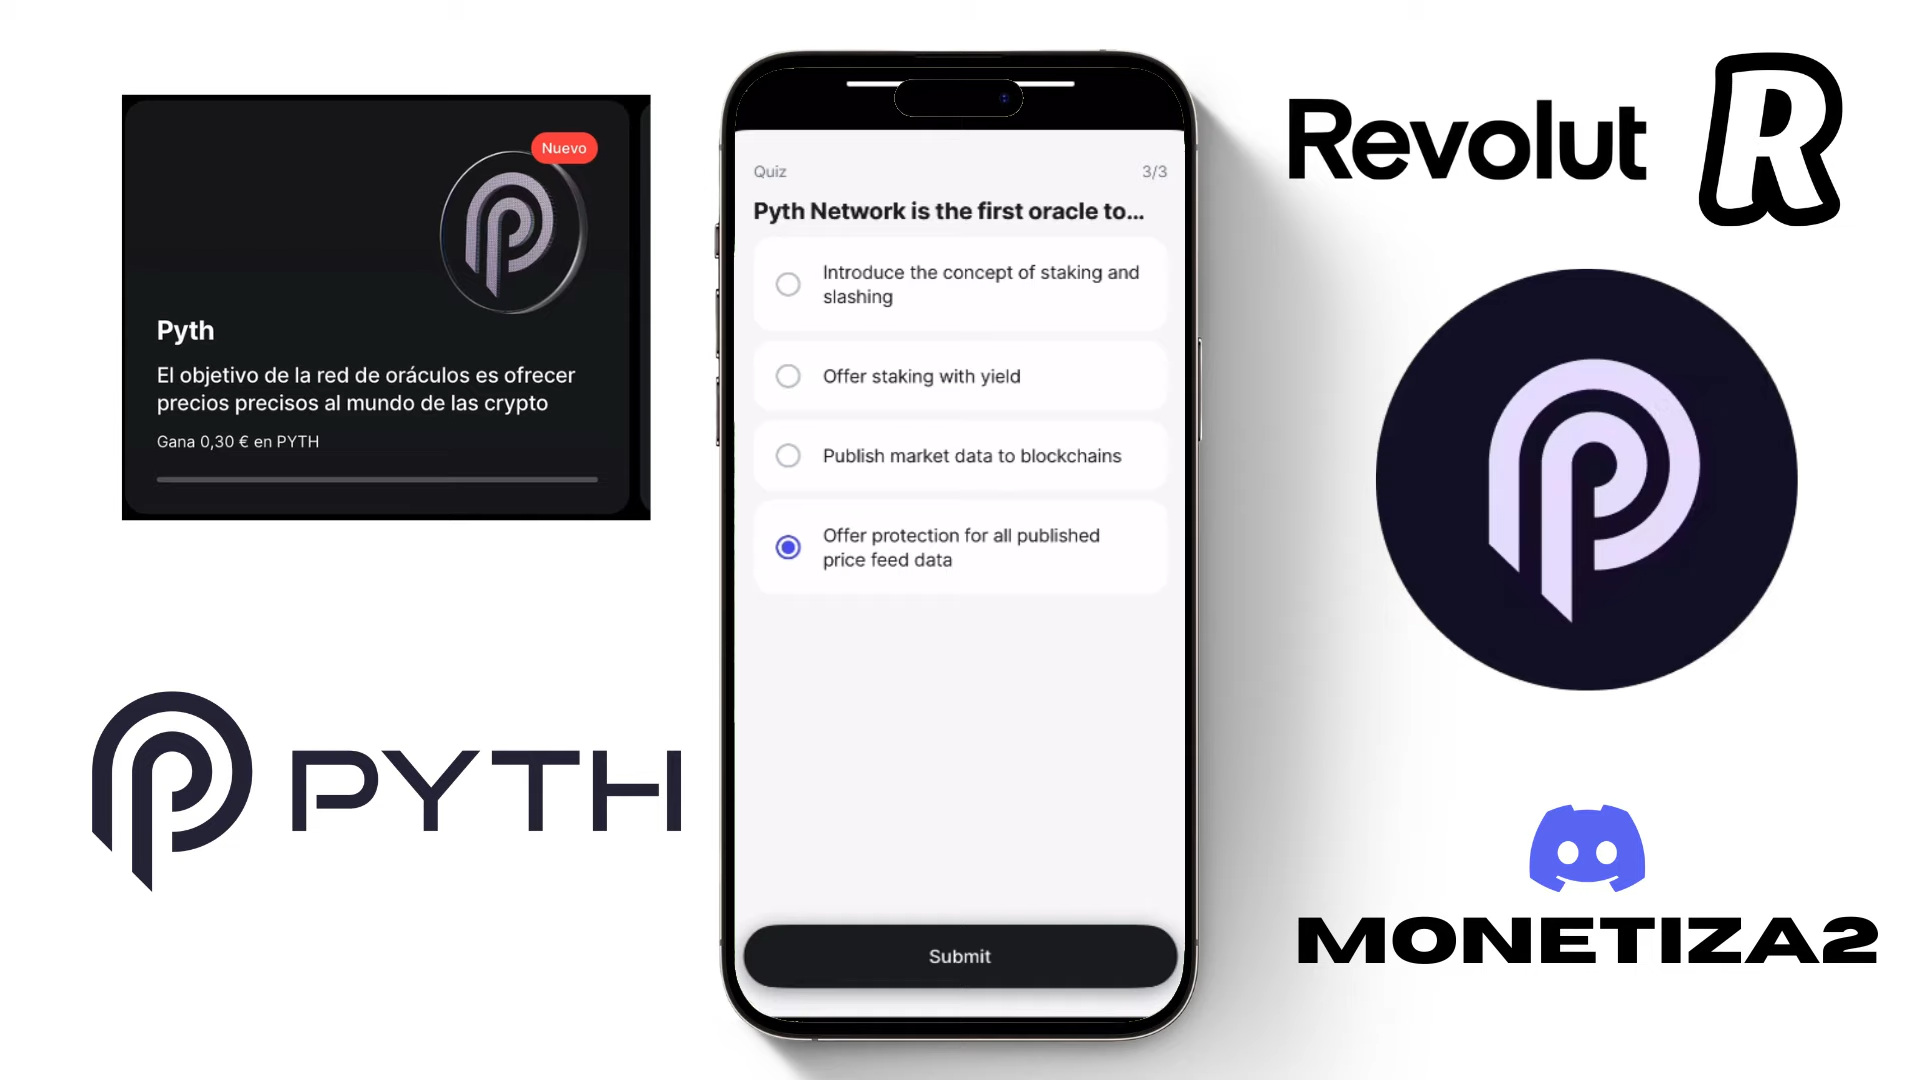 Nuevo
Pyth
El objetivo de la red de oráculos es ofrecer
precios precisos al mundo de las crypto
Gana 0,30 € en PYTH
PYTH
Quiz
3/3
Pyth Network is the first oracle to...
Introduce the concept of staking and
slashing
Offer staking with yield
Publish market data to blockchains
Offer protection for all published
price feed data
Submit
Revolut R
MONETIZA2